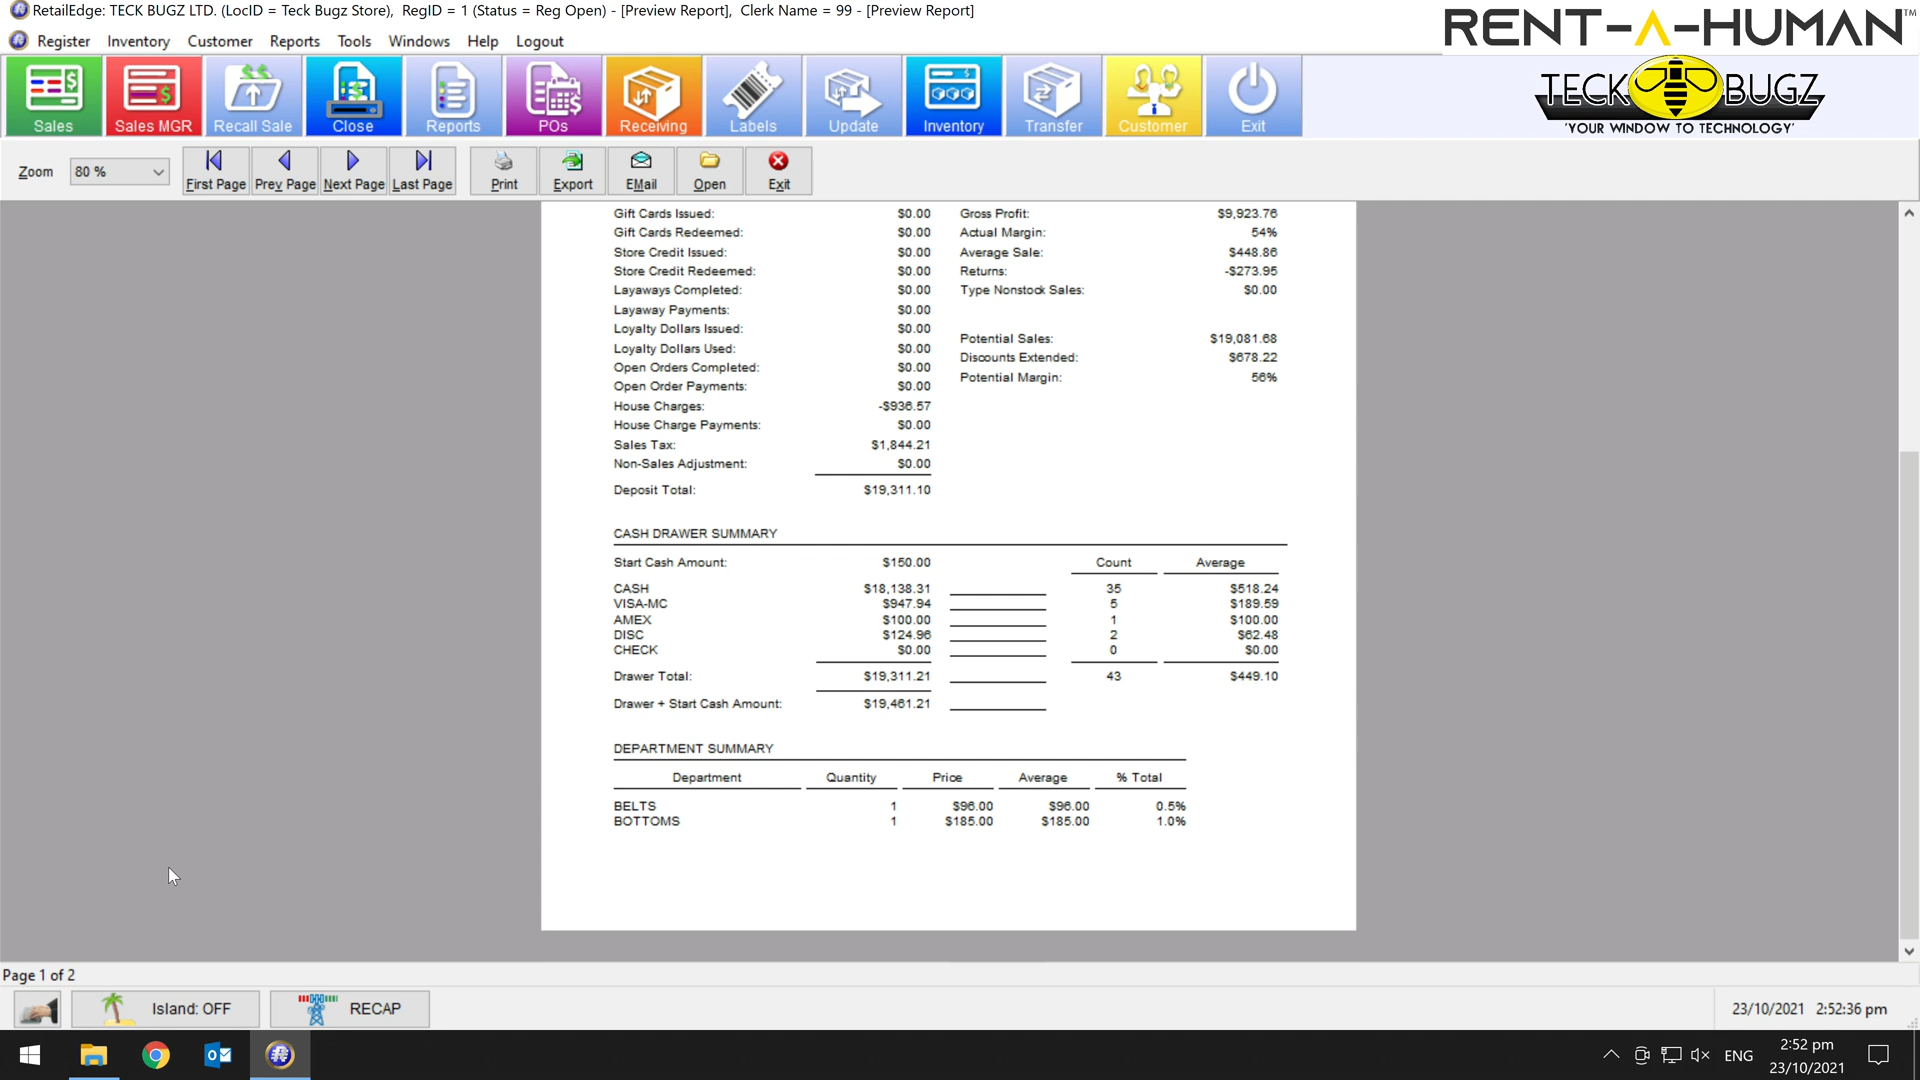 RetailEdge: TECK BUGZ LTD. (LocID = Teck Bugz Store), RegID = 1 (Status = Reg Open) - [Preview Report], Clerk Name = 99 - [Preview Report]
RENT-A-HUMAN™
Register Inventory Customer Reports Tools Windows Help Logout
Sales Sales MGR Recall Sale Close Reports POs Receiving Labels Update Inventory Transfer Customer Exit
TECK BUGZ
'YOUR WINDOW TO TECHNOLOGY'
Zoom 80 % First Page Prev Page Next Page Last Page Print Export EMail Open Exit
Gift Cards Issued: $0.00 Gross Profit: $9,923.76
Gift Cards Redeemed: $0.00 Actual Margin: 54%
Store Credit Issued: $0.00 Average Sale: $448.86
Store Credit Redeemed: $0.00 Returns: -$273.95
Layaways Completed: $0.00 Type Nonstock Sales: $0.00
Layaway Payments: $0.00
Loyalty Dollars Issued: $0.00 Potential Sales: $19,081.68
Loyalty Dollars Used: $0.00 Discounts Extended: $678.22
Open Orders Completed: $0.00 Potential Margin: 56%
Open Order Payments: $0.00
House Charges: -$936.57
House Charge Payments: $0.00
Sales Tax: $1,844.21
Non-Sales Adjustment: $0.00
Deposit Total: $19,311.10
CASH DRAWER SUMMARY
Start Cash Amount: $150.00 Count Average
CASH $18,138.31 35 $518.24
VISA-MC $947.94 5 $189.59
AMEX $100.00 1 $100.00
DISC $124.96 2 $62.48
CHECK $0.00 0 $0.00
Drawer Total: $19,311.21 43 $449.10
Drawer + Start Cash Amount: $19,461.21
DEPARTMENT SUMMARY
Department Quantity Price Average % Total
BELTS 1 $96.00 $96.00 0.5%
BOTTOMS 1 $185.00 $185.00 1.0%
Page 1 of 2
Island: OFF RECAP 23/10/2021 2:52:36 pm
ENG 2:52 pm
23/10/2021